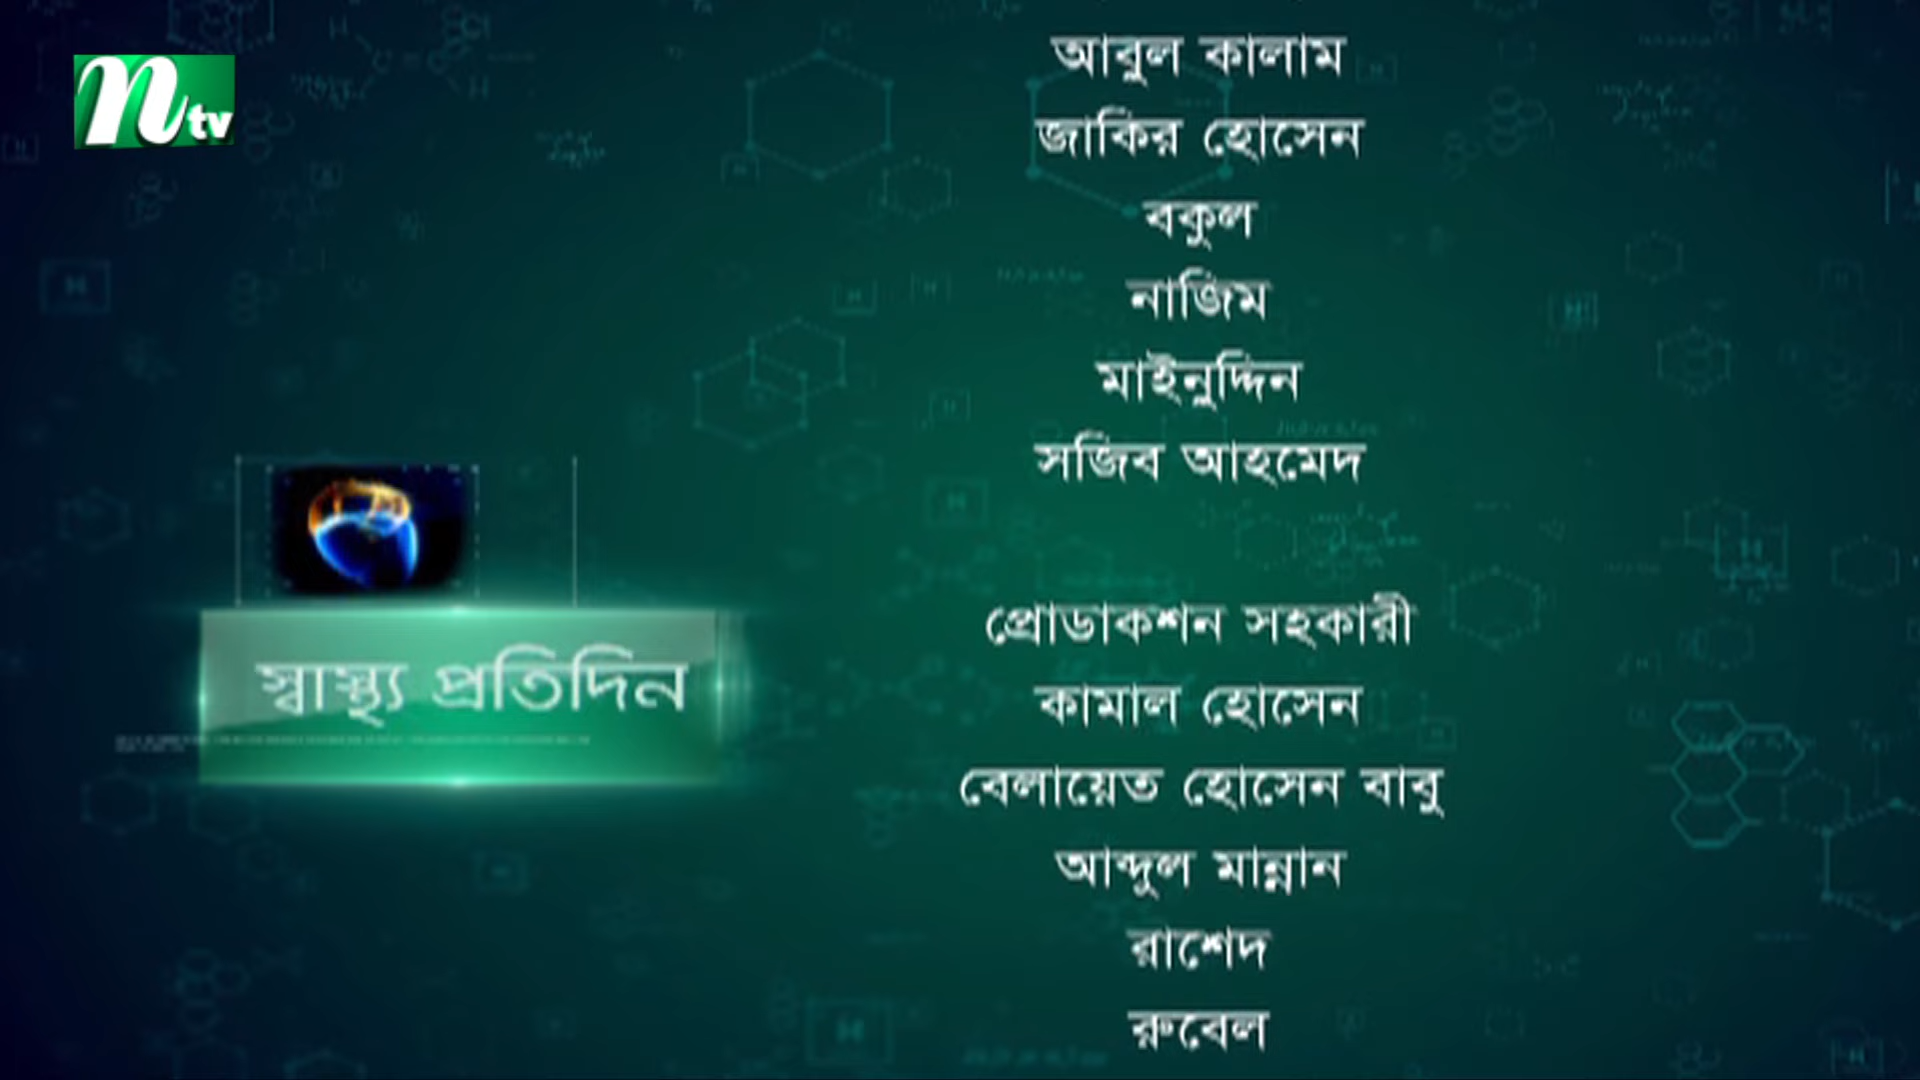 ntv
আবুল কালাম
জাকির হোসেন
বকুল
নাজিম
মাইনুদ্দিন
সজিব আহমেদ
স্বাস্থ্য প্রতিদিন
প্রোডাকশন সহকারী
কামাল হোসেন
বেলায়েত হোসেন বাবু
আব্দুল মান্নান
রাশেদ
রুবেল